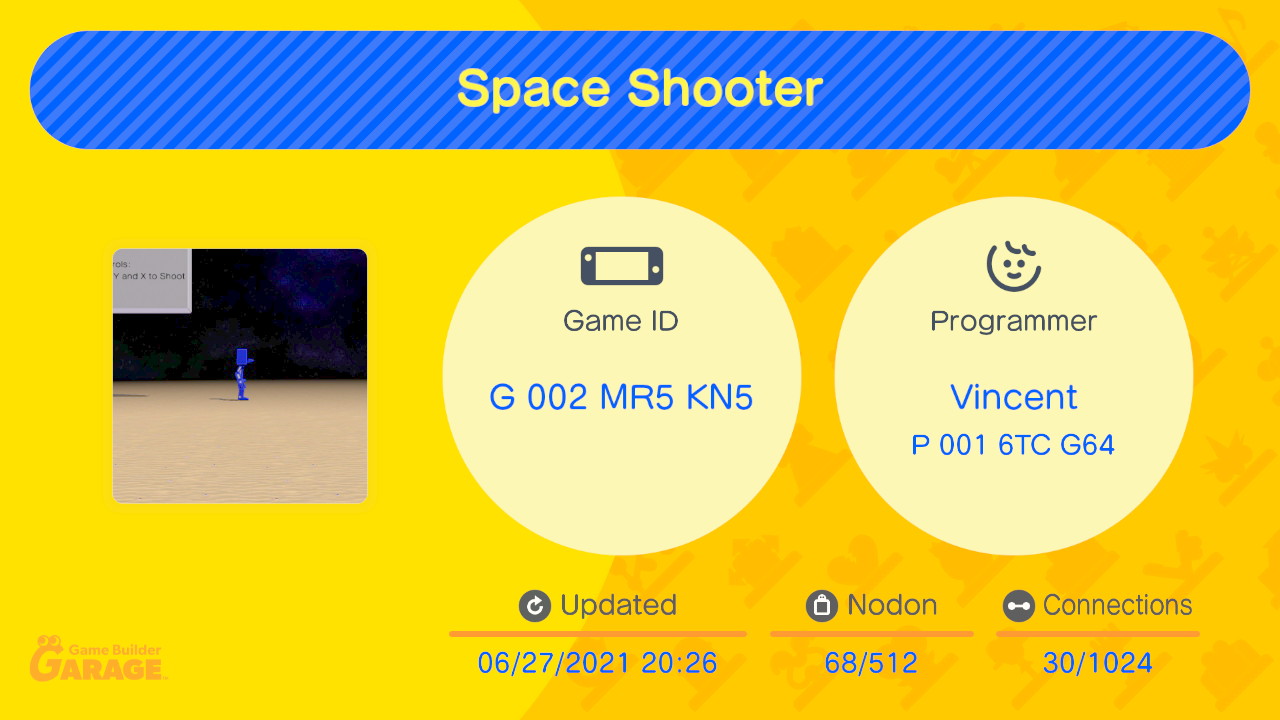 Space Shooter
rols:
Y and X to Shoot
Game ID
G 002 MR5 KN5
Programmer
Vincent
P 001 6TC G64
Updated
Nodon
Connections
06/27/2021 20:26
68/512
30/1024
Game Builder
GARAGE